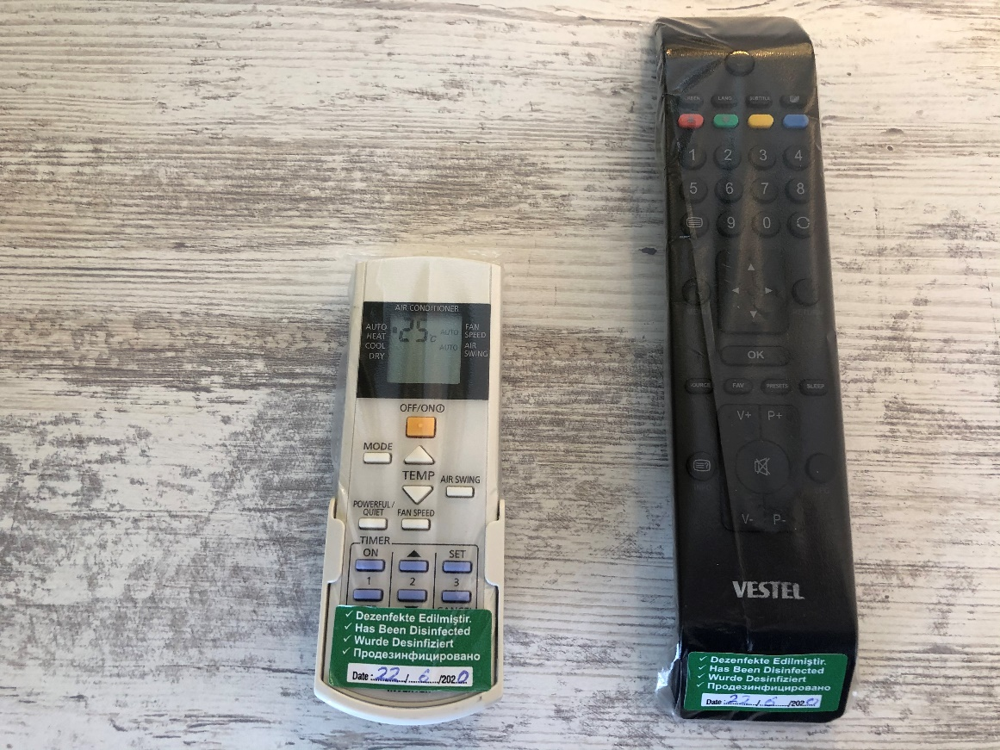 AIR CONDITIONER
AUTO
HEAT
COOL
DRY
25°C
AUTO
AUTO
FAN
SPEED
AIR
SWING
OFF/ON
MODE
TEMP
AIR SWING
POWERFUL/
QUIET
FAN SPEED
TIMER
ON
SET
1
2
3
✓ Dezenfekte Edilmiştir.
✓ Has Been Disinfected
✓ Wurde Desinfiziert
✓ Продезинфицировано
Date :..22../...6.../2020
LANG
SUBTITLE
1 2 3 4
5 6 7 8
9 0
OK
SOURCE FAV PRESETS SLEEP
V+ P+
V- P-
VESTEL
✓ Dezenfekte Edilmiştir.
✓ Has Been Disinfected
✓ Wurde Desinfiziert
✓ Продезинфицировано
Date :..22../...6.../2020